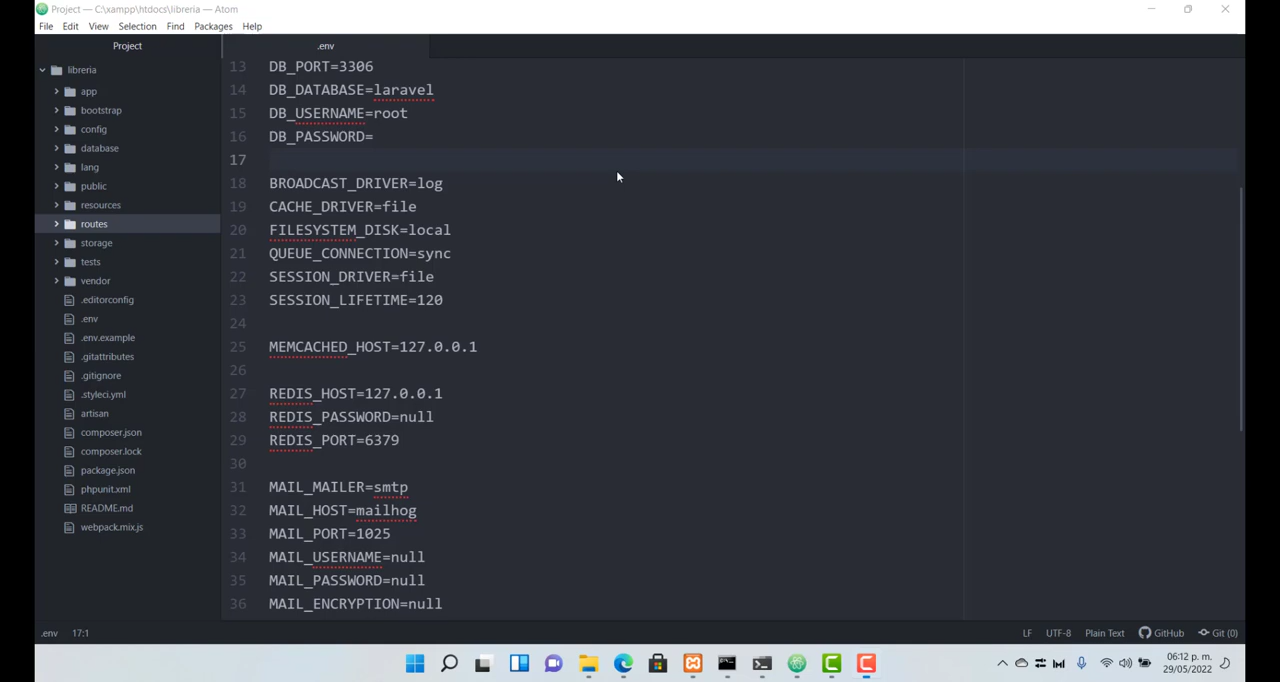 Project — C:\xampp\htdocs\libreria — Atom
File Edit View Selection Find Packages Help
Project
.env
libreria
app
bootstrap
config
database
lang
public
resources
routes
storage
tests
vendor
.editorconfig
.env
.env.example
.gitattributes
.gitignore
.styleci.yml
artisan
composer.json
composer.lock
package.json
phpunit.xml
README.md
webpack.mix.js
13 DB_PORT=3306
14 DB_DATABASE=laravel
15 DB_USERNAME=root
16 DB_PASSWORD=
17
18 BROADCAST_DRIVER=log
19 CACHE_DRIVER=file
20 FILESYSTEM_DISK=local
21 QUEUE_CONNECTION=sync
22 SESSION_DRIVER=file
23 SESSION_LIFETIME=120
24
25 MEMCACHED_HOST=127.0.0.1
26
27 REDIS_HOST=127.0.0.1
28 REDIS_PASSWORD=null
29 REDIS_PORT=6379
30
31 MAIL_MAILER=smtp
32 MAIL_HOST=mailhog
33 MAIL_PORT=1025
34 MAIL_USERNAME=null
35 MAIL_PASSWORD=null
36 MAIL_ENCRYPTION=null
.env 17:1 LF UTF-8 Plain Text GitHub Git (0)
06:12 p. m.
29/05/2022